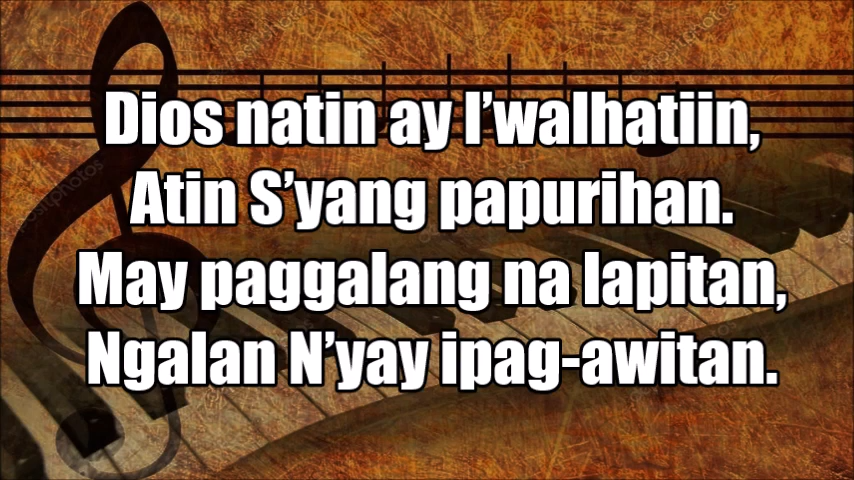 Dios natin ay l’walhatiin,
Atin S’yang papurihan.
May paggalang na lapitan,
Ngalan N’yay ipag-awitan.